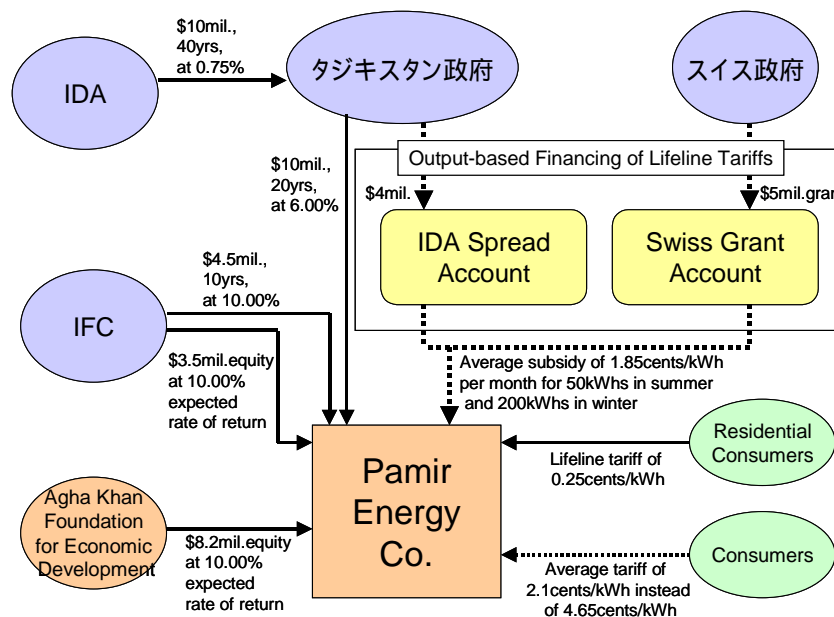 $10mil.,
40yrs,
at 0.75%
IDA
タジキスタン政府
スイス政府
Output-based Financing of Lifeline Tariffs
$10mil.,
20yrs,
at 6.00%
$4mil.
$5mil.grant
IDA Spread
Account
Swiss Grant
Account
$4.5mil.,
10yrs,
at 10.00%
IFC
$3.5mil.equity
at 10.00%
expected
rate of return
Average subsidy of 1.85cents/kWh
per month for 50kWhs in summer
and 200kWhs in winter
Pamir
Energy
Co.
Residential
Consumers
Lifeline tariff of
0.25cents/kWh
Agha Khan
Foundation
for Economic
Development
$8.2mil.equity
at 10.00%
expected
rate of return
Consumers
Average tariff of
2.1cents/kWh instead
of 4.65cents/kWh